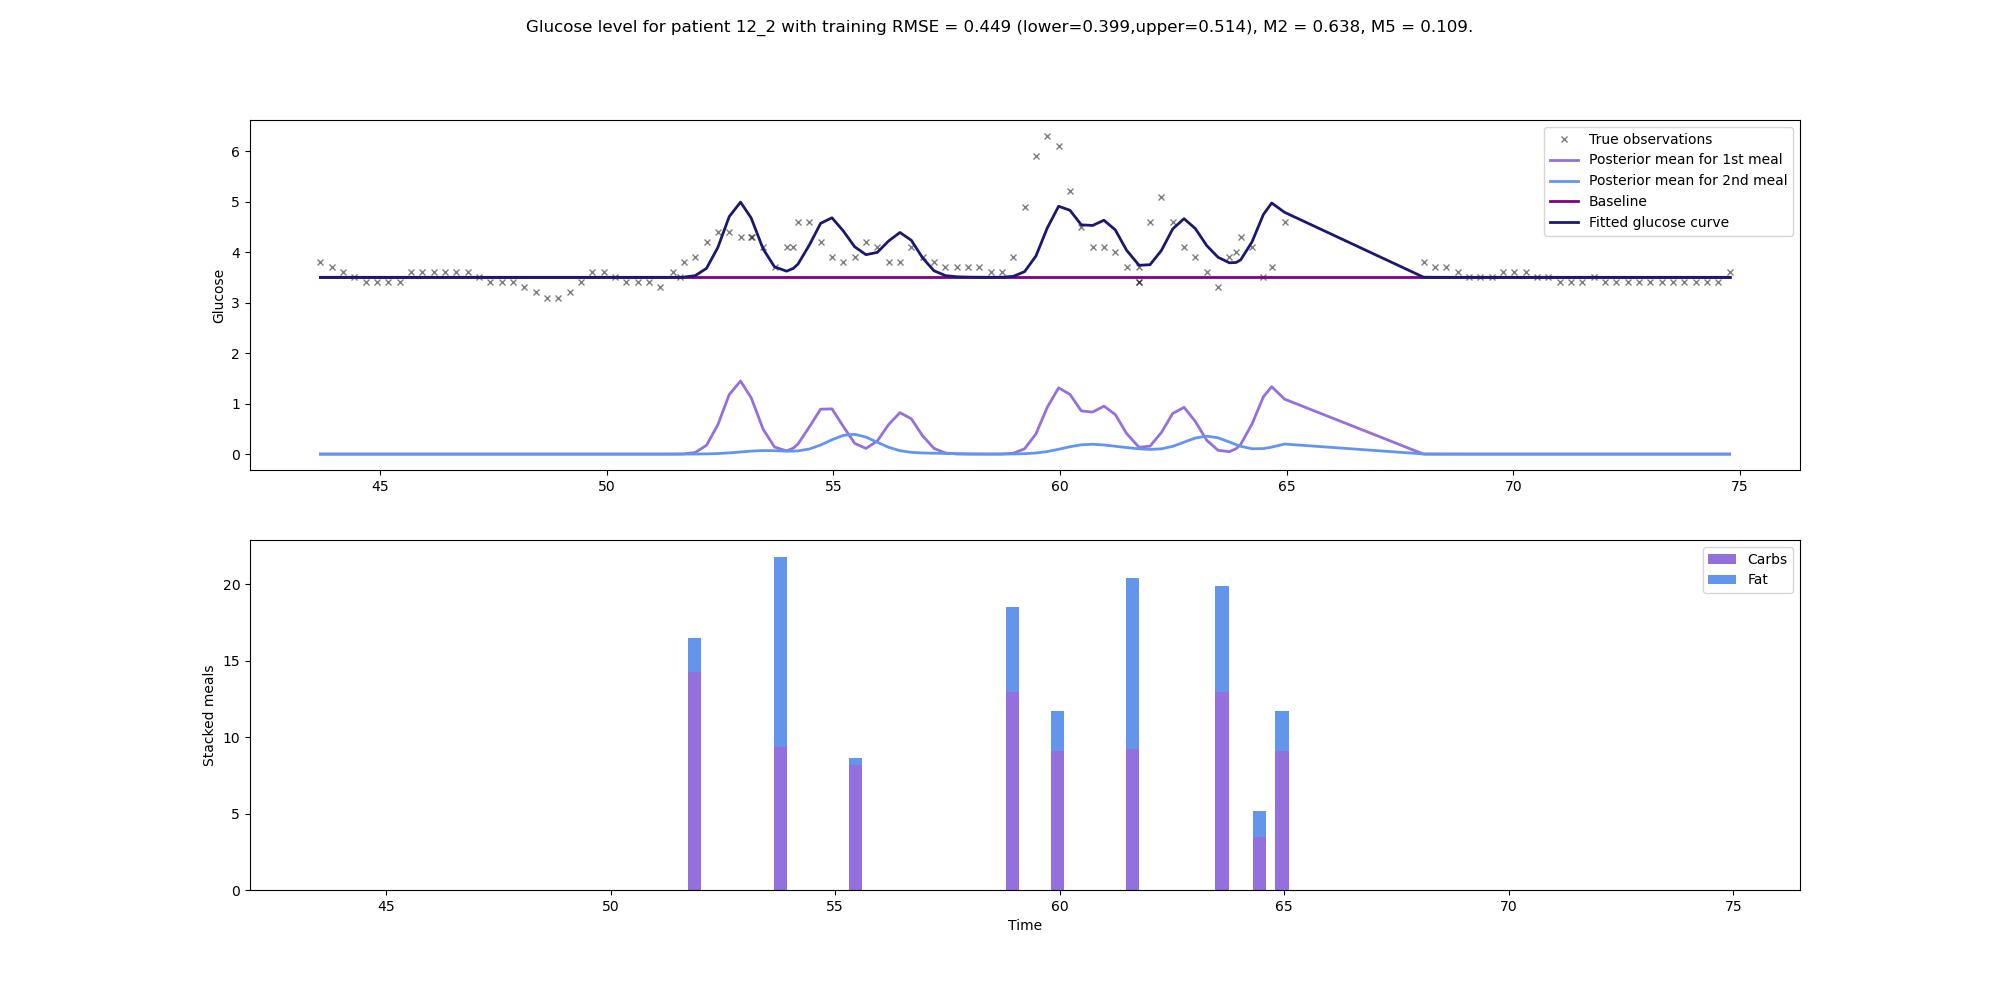 Glucose level for patient 12_2 with training RMSE = 0.449 (lower=0.399,upper=0.514), M2 = 0.638, M5 = 0.109.
True observations
Posterior mean for 1st meal
Posterior mean for 2nd meal
Baseline
Fitted glucose curve
Glucose
6
5
4
3
2
1
0
45 50 55 60 65 70 75
Carbs
Fat
Stacked meals
20
15
10
5
0
45 50 55 60 65 70 75
Time